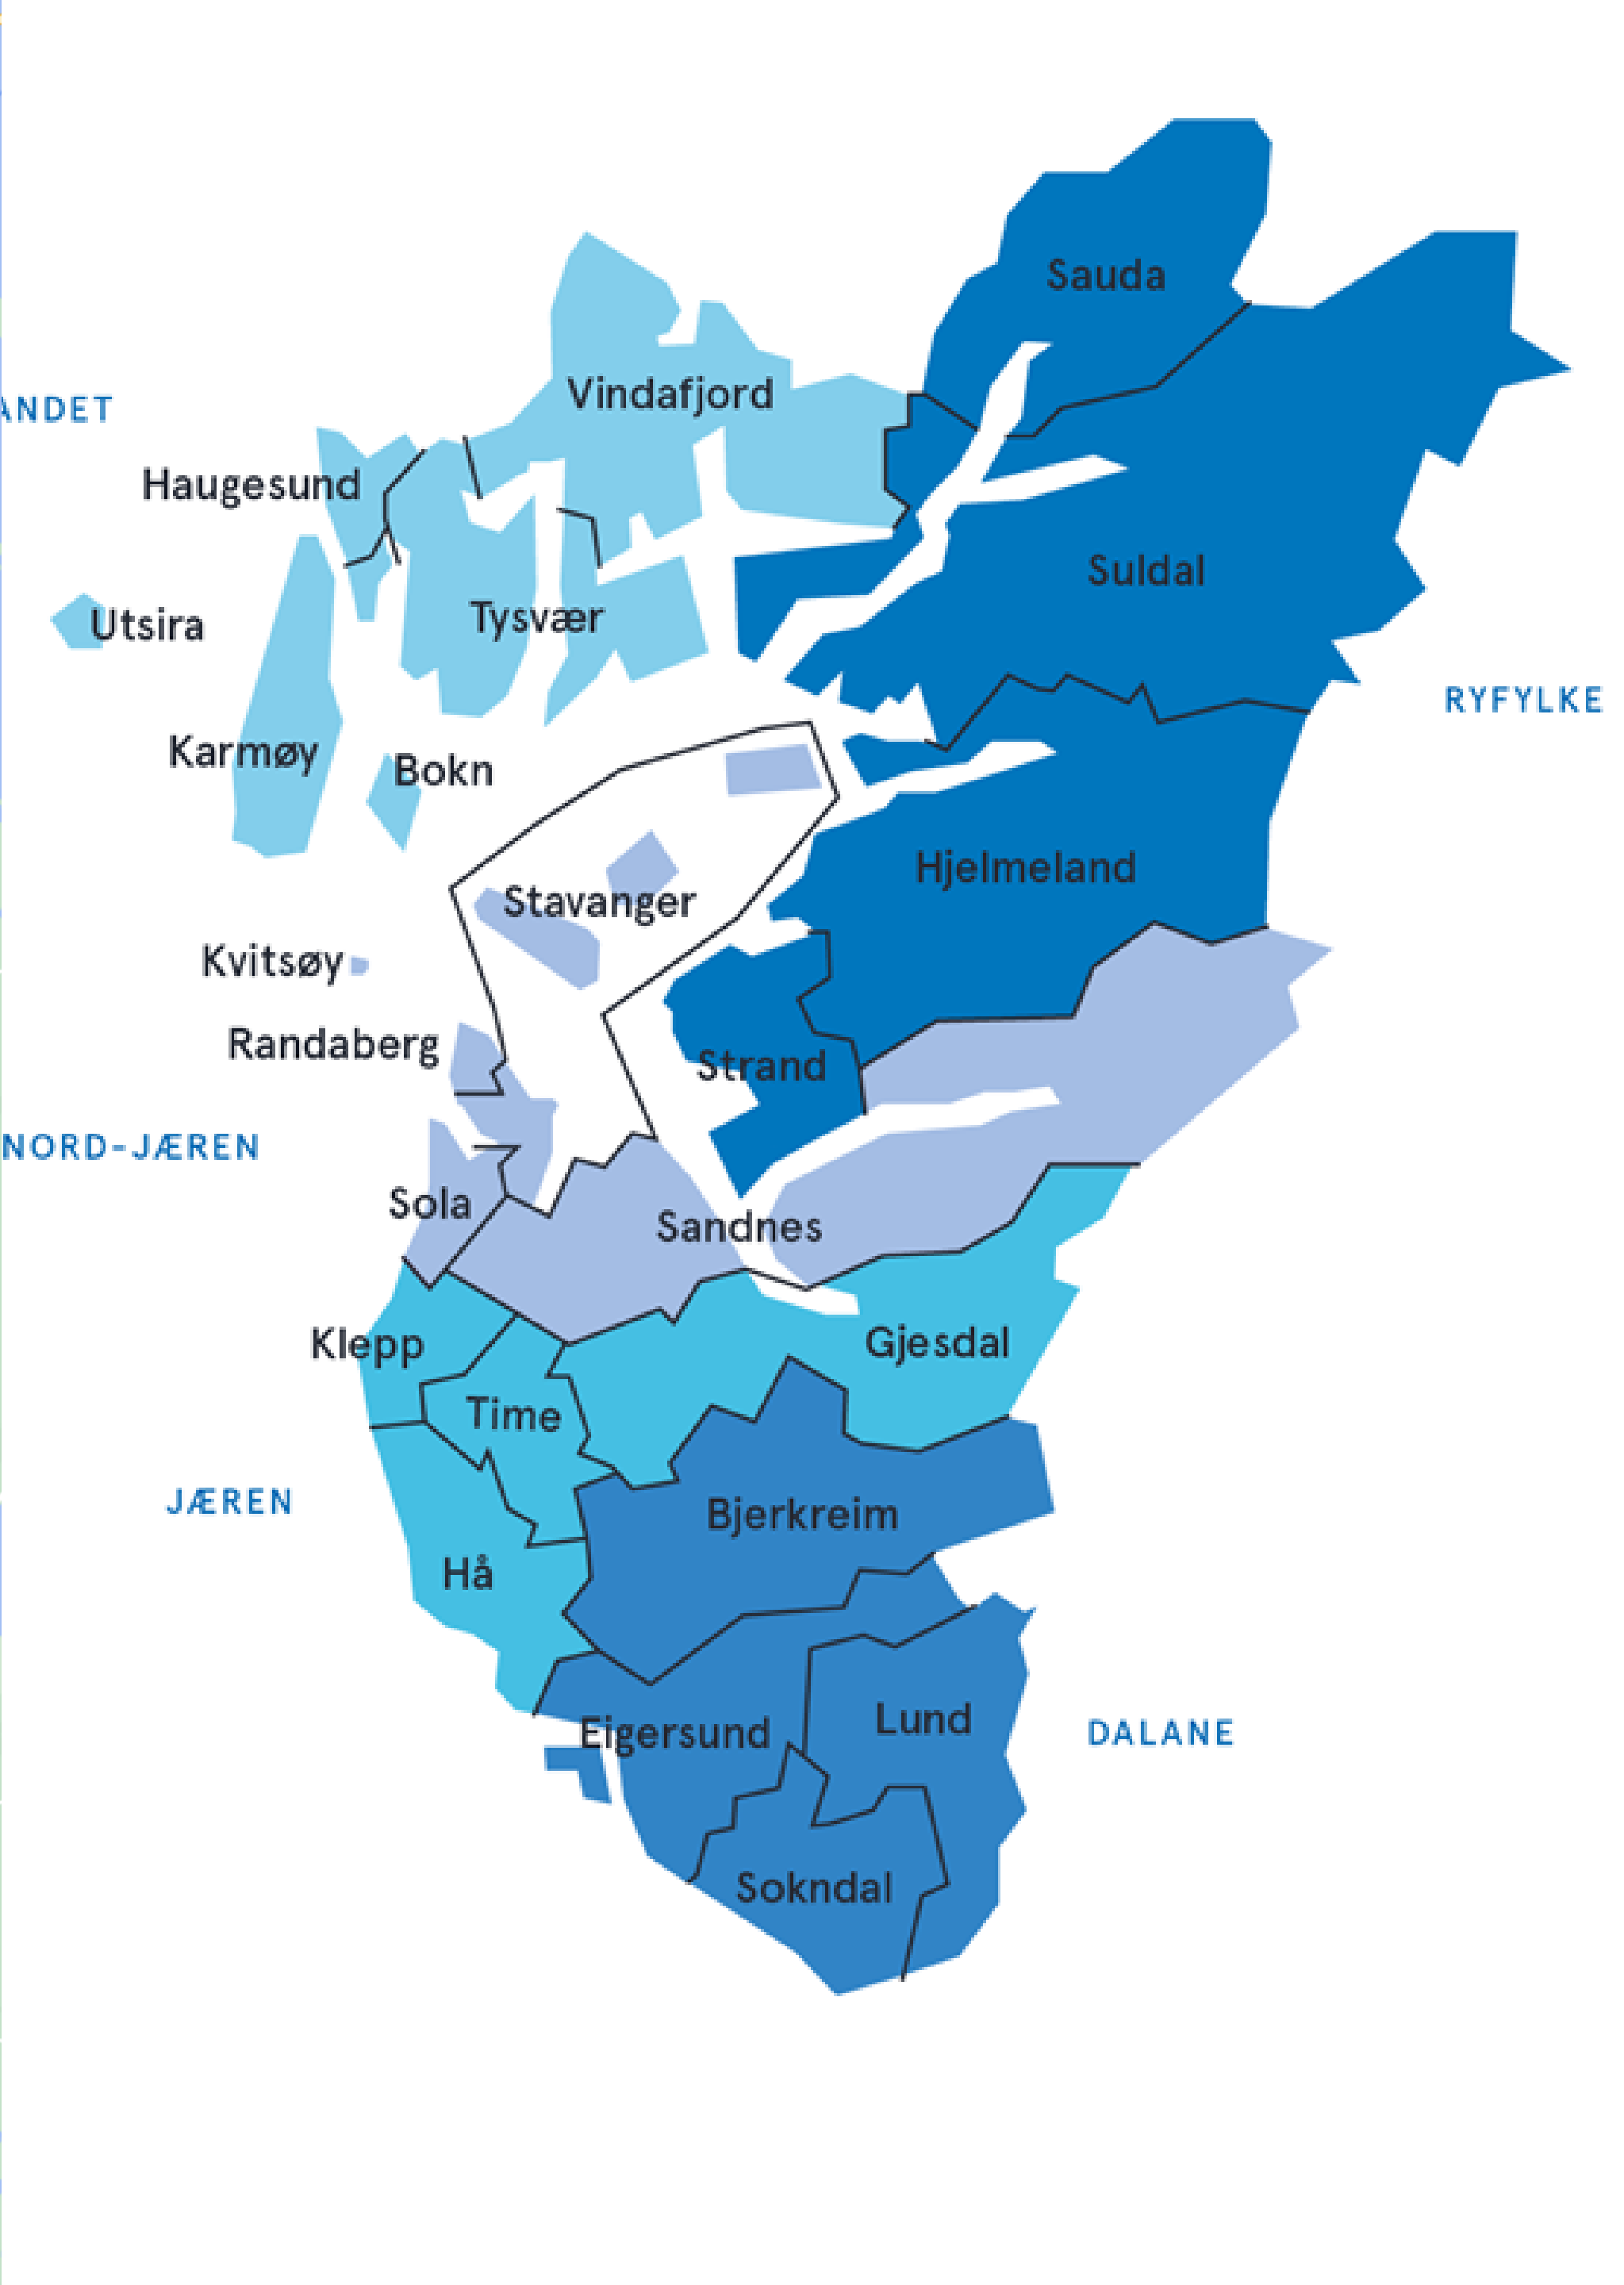 Sauda
Vindafjord
ANDET
Haugesund
Suldal
Utsira
Tysvær
RYFYLKE
Karmøy
Bokn
Hjelmeland
Stavanger
Kvitsøy
Randaberg
Strand
NORD-JÆREN
Sola
Sandnes
Klepp
Gjesdal
Time
JÆREN
Bjerkreim
Hå
Lund
Eigersund
DALANE
Sokndal